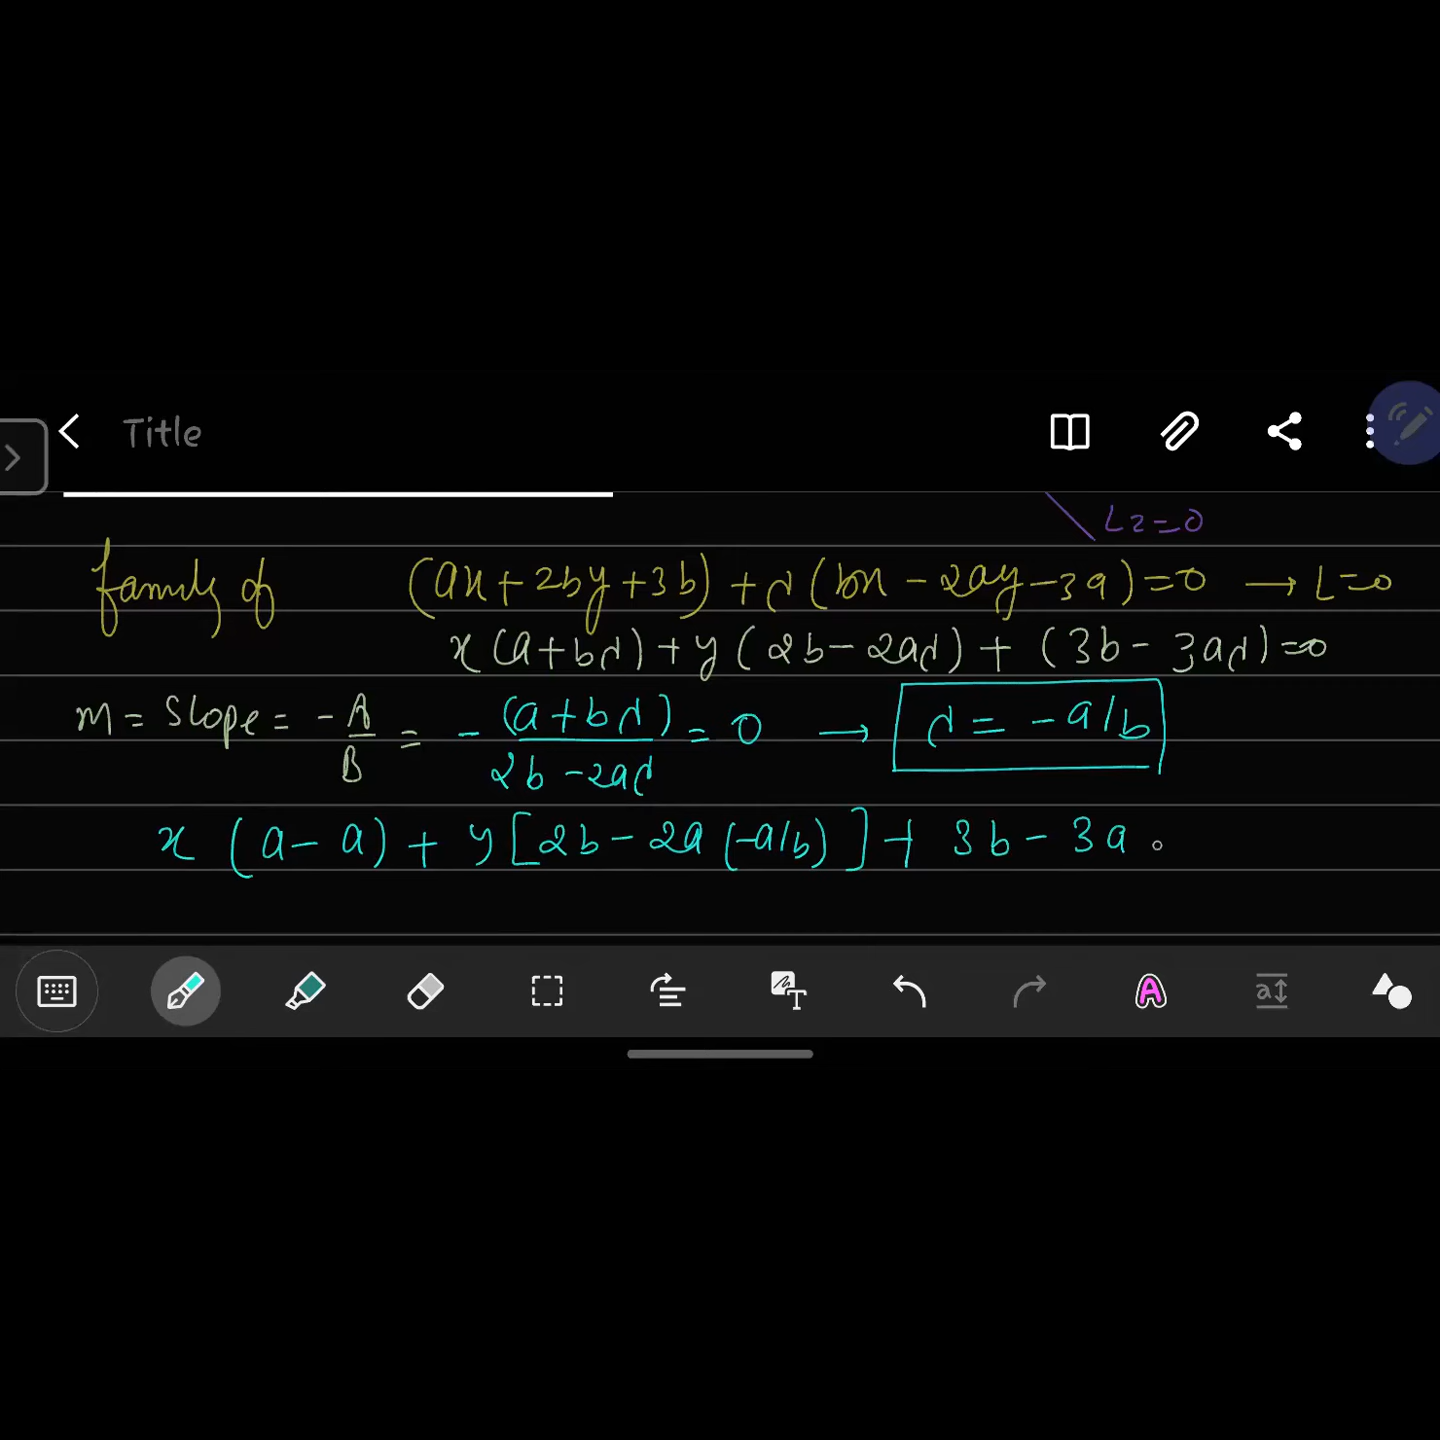 Title
L2=0
family of (ax+2by+3b)+λ(bx-2ay-3a)=0 → L=0
x(a+bλ)+y(2b-2aλ)+(3b-3aλ)=0
m = Slope = -A/B = -(a+bλ)/(2b-2aλ) = 0 → λ = -a/b
x(a-a)+y[2b-2a(-a/b)]+3b-3a